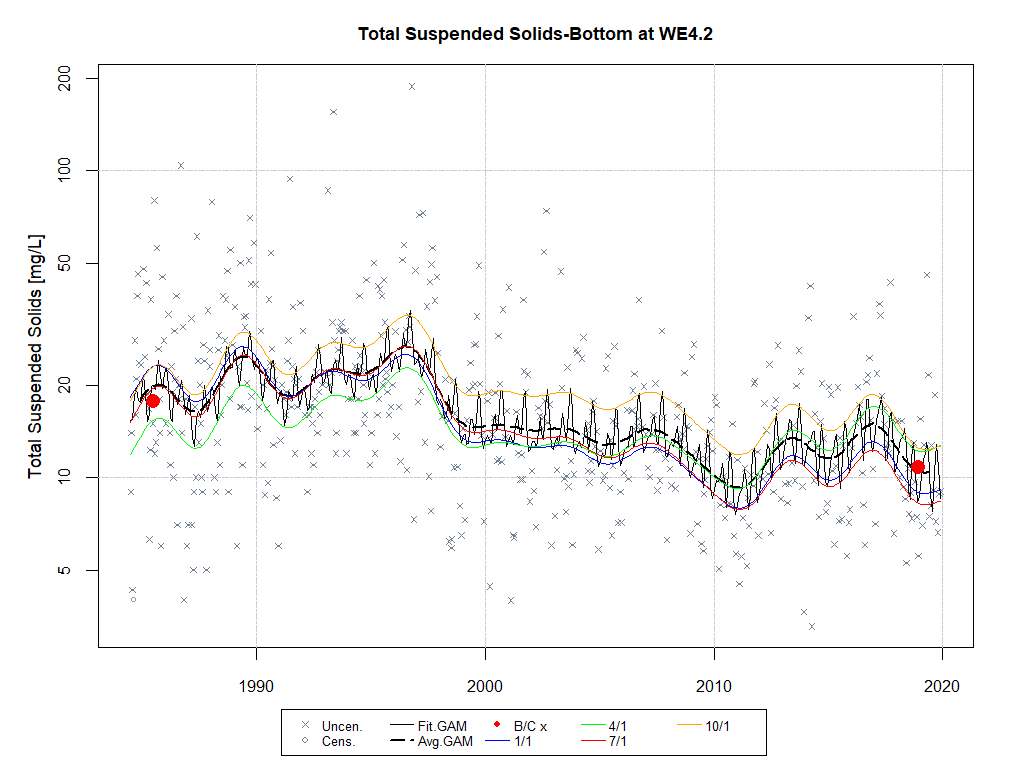 Total Suspended Solids-Bottom at WE4.2
Total Suspended Solids [mg/L]
200
100
50
20
10
5
1990 2000 2010 2020
Uncen. Fit.GAM B/C x 4/1 10/1
Cens. Avg.GAM 1/1 7/1